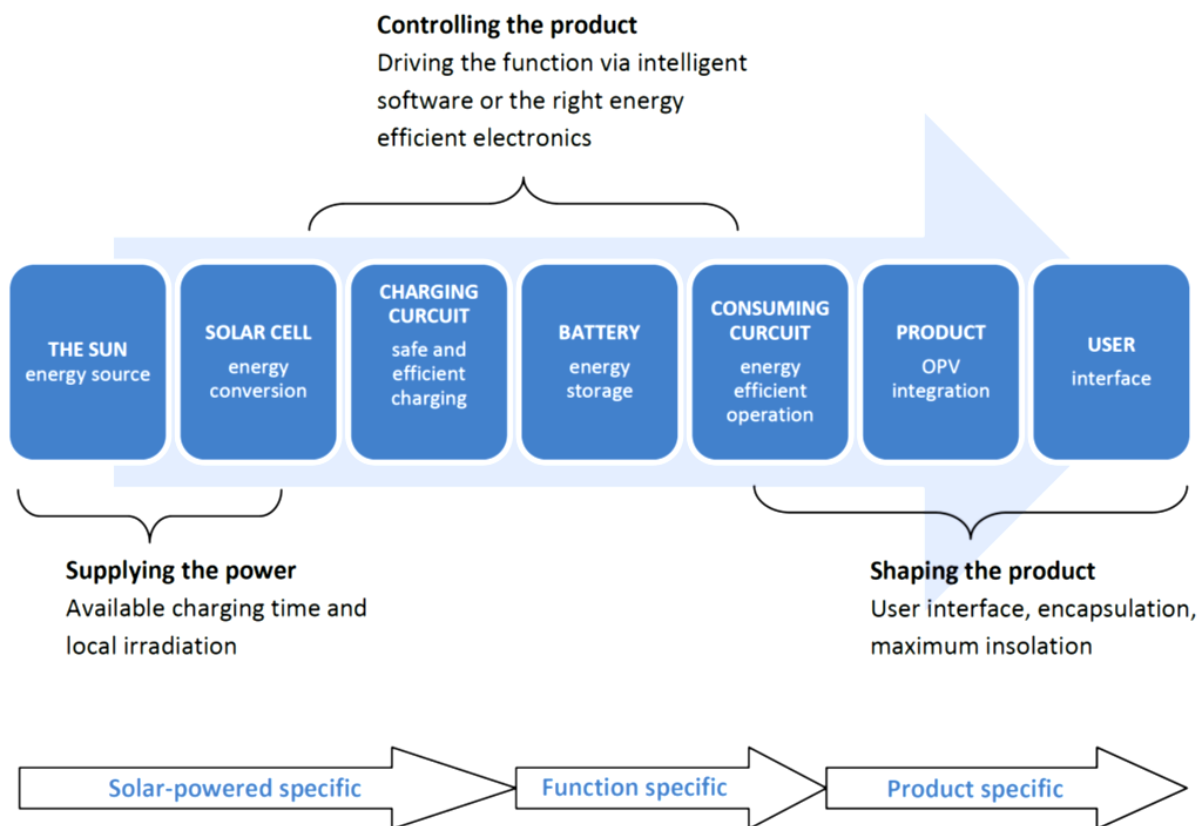 Controlling the product
Driving the function via intelligent
software or the right energy
efficient electronics
THE SUN
energy source
SOLAR CELL
energy
conversion
CHARGING
CURCUIT
safe and
efficient
charging
BATTERY
energy
storage
CONSUMING
CURCUIT
energy
efficient
operation
PRODUCT
OPV
integration
USER
interface
Supplying the power
Available charging time and
local irradiation
Shaping the product
User interface, encapsulation,
maximum insolation
Solar-powered specific
Function specific
Product specific